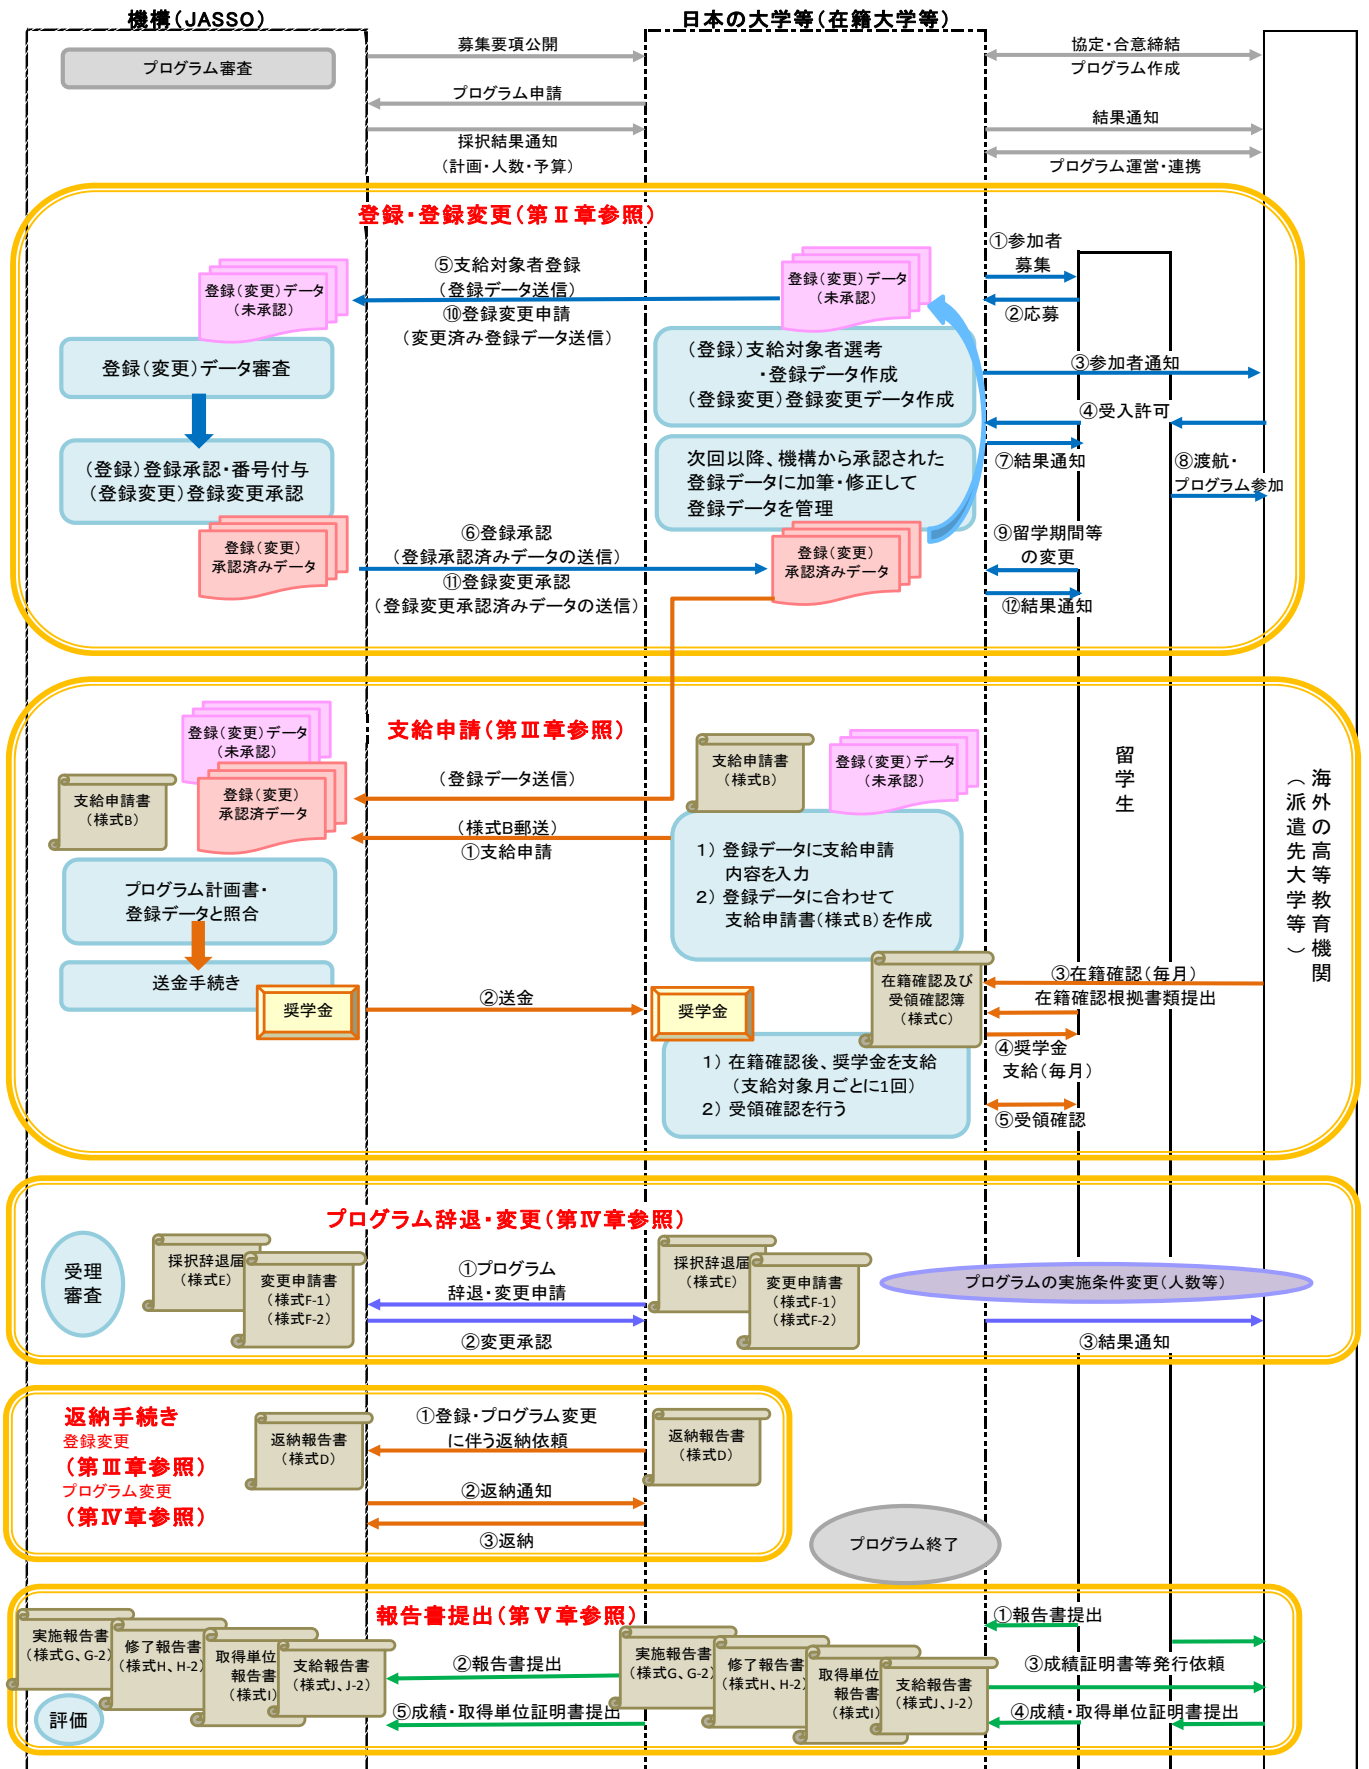 機構(JASSO)
日本の大学等(在籍大学等)
プログラム審査
募集要項公開
プログラム申請
採択結果通知
(計画・人数・予算)
協定・合意締結
プログラム作成
結果通知
プログラム運営・連携
登録・登録変更(第Ⅱ章参照)
登録(変更)データ
(未承認)
⑤支給対象者登録
(登録データ送信)
⑩登録変更申請
(変更済み登録データ送信)
登録(変更)データ
(未承認)
①参加者
募集
②応募
登録(変更)データ審査
(登録)支給対象者選考
・登録データ作成
(登録変更)登録変更データ作成
③参加者通知
④受入許可
⑦結果通知
⑧渡航・
プログラム参加
(登録)登録承認・番号付与
(登録変更)登録変更承認
次回以降、機構から承認された
登録データに加筆・修正して
登録データを管理
登録(変更)
承認済みデータ
⑥登録承認
(登録承認済みデータの送信)
⑪登録変更承認
(登録変更承認済みデータの送信)
登録(変更)
承認済みデータ
⑨留学期間等
の変更
⑫結果通知
支給申請(第Ⅲ章参照)
登録(変更)データ
(未承認)
支給申請書
(様式B)
登録(変更)
承認済データ
(登録データ送信)
(様式B郵送)
①支給申請
支給申請書
(様式B)
登録(変更)データ
(未承認)
留学生
海外の高等教育機関
(派遣先大学等)
1) 登録データに支給申請
内容を入力
2) 登録データに合わせて
支給申請書(様式B)を作成
プログラム計画書・
登録データと照合
送金手続き
奨学金
②送金
奨学金
在籍確認及び
受領確認簿
(様式C)
③在籍確認(毎月)
在籍確認根拠書類提出
④奨学金
支給(毎月)
⑤受領確認
1) 在籍確認後、奨学金を支給
(支給対象月ごとに1回)
2) 受領確認を行う
プログラム辞退・変更(第Ⅳ章参照)
受理
審査
採択辞退届
(様式E)
変更申請書
(様式F-1)
(様式F-2)
①プログラム
辞退・変更申請
②変更承認
採択辞退届
(様式E)
変更申請書
(様式F-1)
(様式F-2)
プログラムの実施条件変更(人数等)
③結果通知
返納手続き
登録変更
(第Ⅲ章参照)
プログラム変更
(第Ⅳ章参照)
返納報告書
(様式D)
①登録・プログラム変更
に伴う返納依頼
②返納通知
③返納
返納報告書
(様式D)
プログラム終了
報告書提出(第Ⅴ章参照)
実施報告書
(様式G、G-2)
修了報告書
(様式H、H-2)
取得単位
報告書
(様式I)
支給報告書
(様式J、J-2)
評価
②報告書提出
⑤成績・取得単位証明書提出
実施報告書
(様式G、G-2)
修了報告書
(様式H、H-2)
取得単位
報告書
(様式I)
支給報告書
(様式J、J-2)
①報告書提出
③成績証明書等発行依頼
④成績・取得単位証明書提出